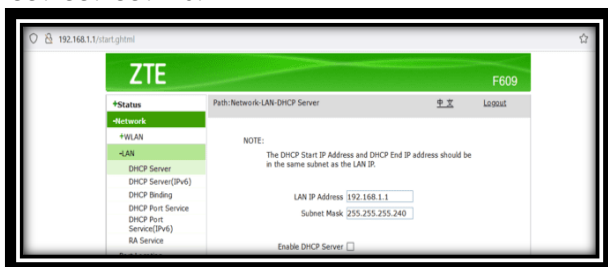 192.168.1.1/start.ghtml
ZTE
F609
+Status
Path:Network-LAN-DHCP Server
中文
Logout
-Network
+WLAN
-LAN
DHCP Server
DHCP Server(IPv6)
DHCP Binding
DHCP Port Service
DHCP Port
Service(IPv6)
RA Service
NOTE:
The DHCP Start IP Address and DHCP End IP address should be
in the same subnet as the LAN IP.
LAN IP Address 192.168.1.1
Subnet Mask 255.255.255.240
Enable DHCP Server